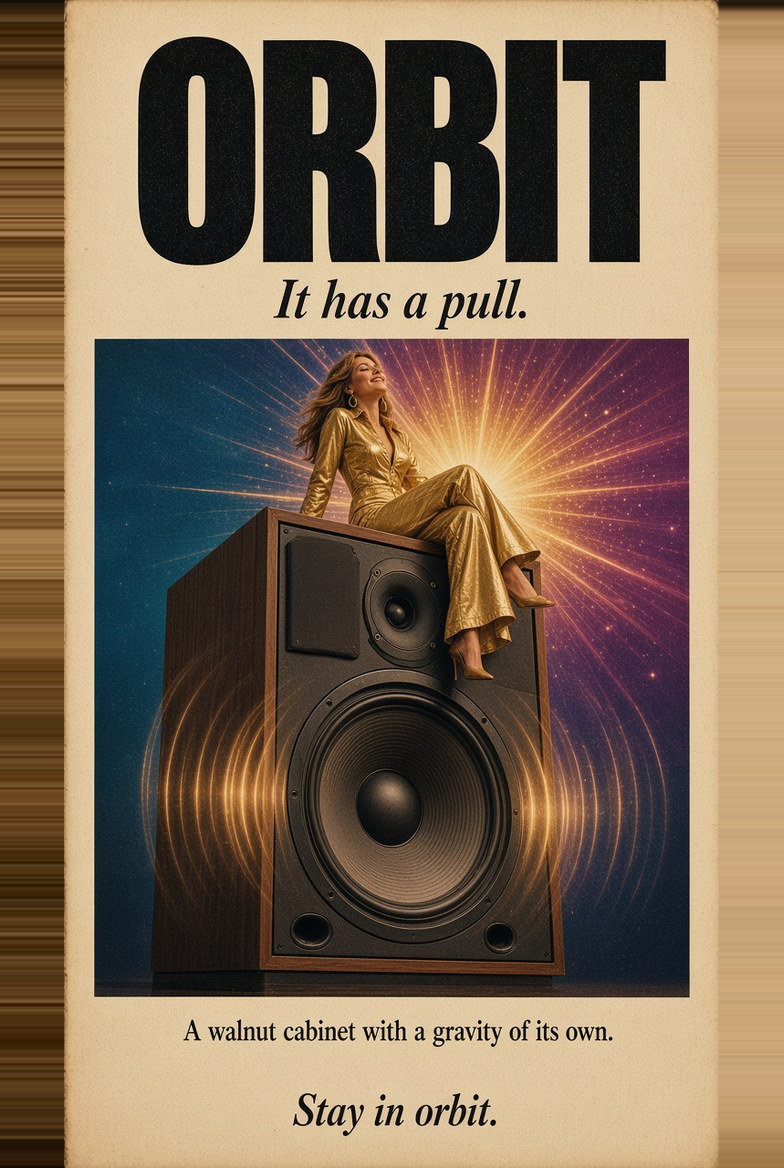 ORBIT
It has a pull.
A walnut cabinet with a gravity of its own.
Stay in orbit.